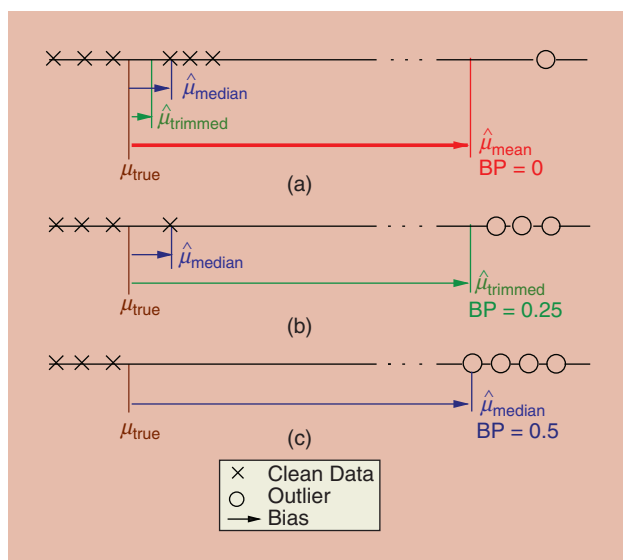 . . .
μ̂median
μ̂trimmed
μ̂mean
μtrue
BP = 0
(a)
. . .
μ̂median
μ̂trimmed
μtrue
BP = 0.25
(b)
. . .
μ̂median
μtrue
BP = 0.5
(c)
Clean Data
Outlier
Bias